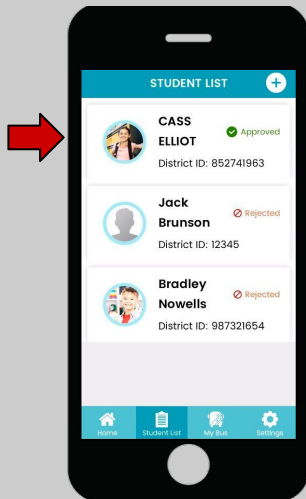 STUDENT LIST
CASS
ELLIOT
Approved
District ID: 852741963
Jack
Brunson
Rejected
District ID: 12345
Bradley
Nowells
Rejected
District ID: 987321654
Home Student List My Bus Settings